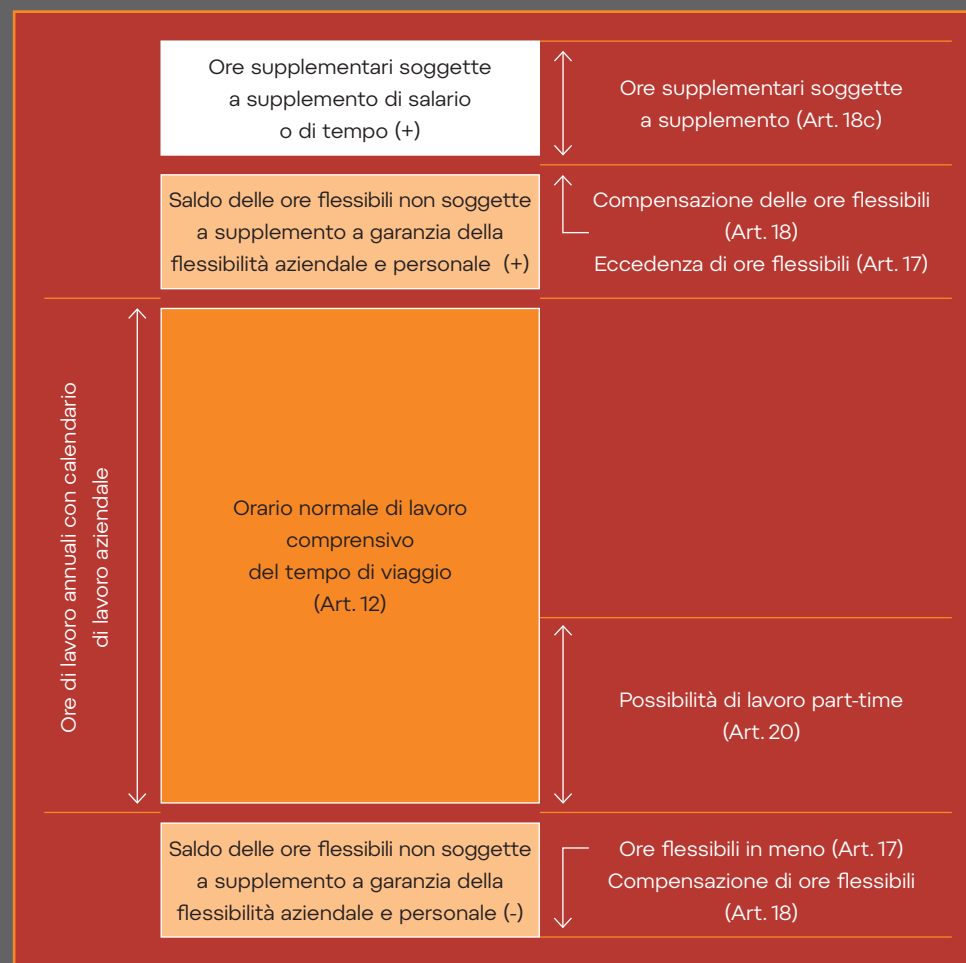 Ore supplementari soggette
a supplemento di salario
o di tempo (+)
Ore supplementari soggette
a supplemento (Art. 18c)
Saldo delle ore flessibili non soggette
a supplemento a garanzia della
flessibilità aziendale e personale (+)
Compensazione delle ore flessibili
(Art. 18)
Eccedenza di ore flessibili (Art. 17)
Ore di lavoro annuali con calendario
di lavoro aziendale
Orario normale di lavoro
comprensivo
del tempo di viaggio
(Art. 12)
Possibilità di lavoro part-time
(Art. 20)
Saldo delle ore flessibili non soggette
a supplemento a garanzia della
flessibilità aziendale e personale (-)
Ore flessibili in meno (Art. 17)
Compensazione di ore flessibili
(Art. 18)